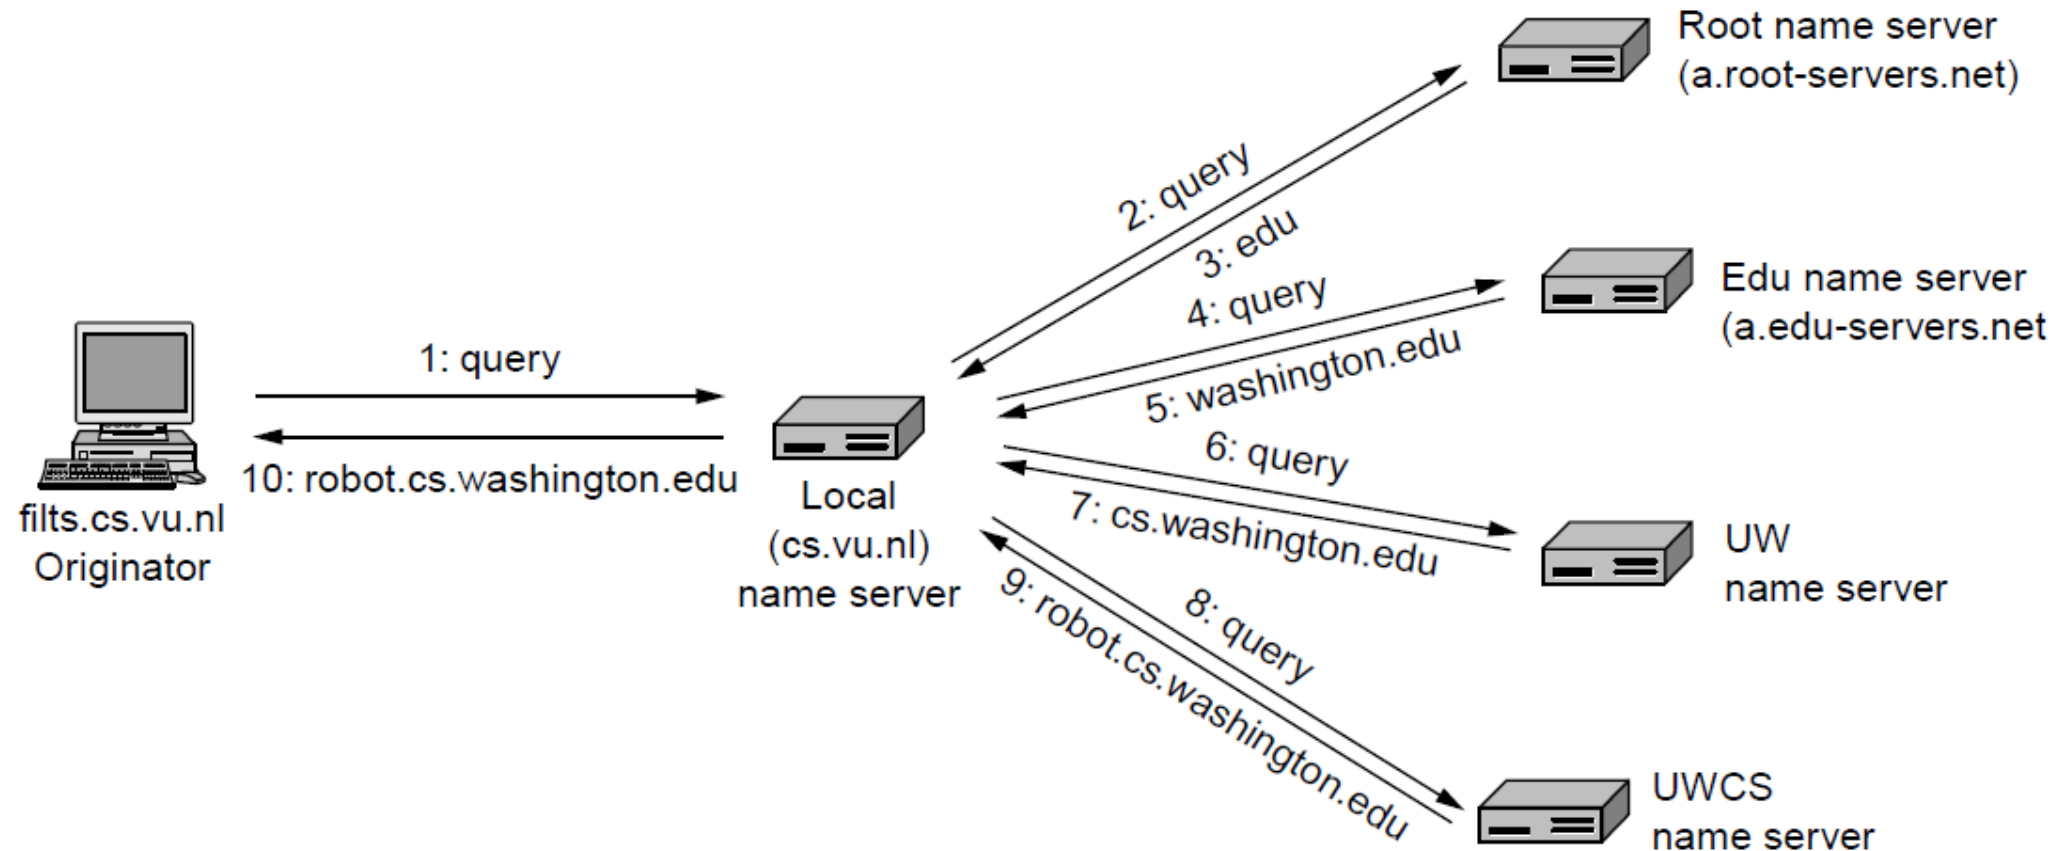 Root name server
(a.root-servers.net)
2: query
3: edu
4: query
Edu name server
(a.edu-servers.net
5: washington.edu
1: query
10: robot.cs.washington.edu
filts.cs.vu.nl
Originator
Local
(cs.vu.nl)
name server
6: query
7: cs.washington.edu
UW
name server
8: query
9: robot.cs.washington.edu
UWCS
name server